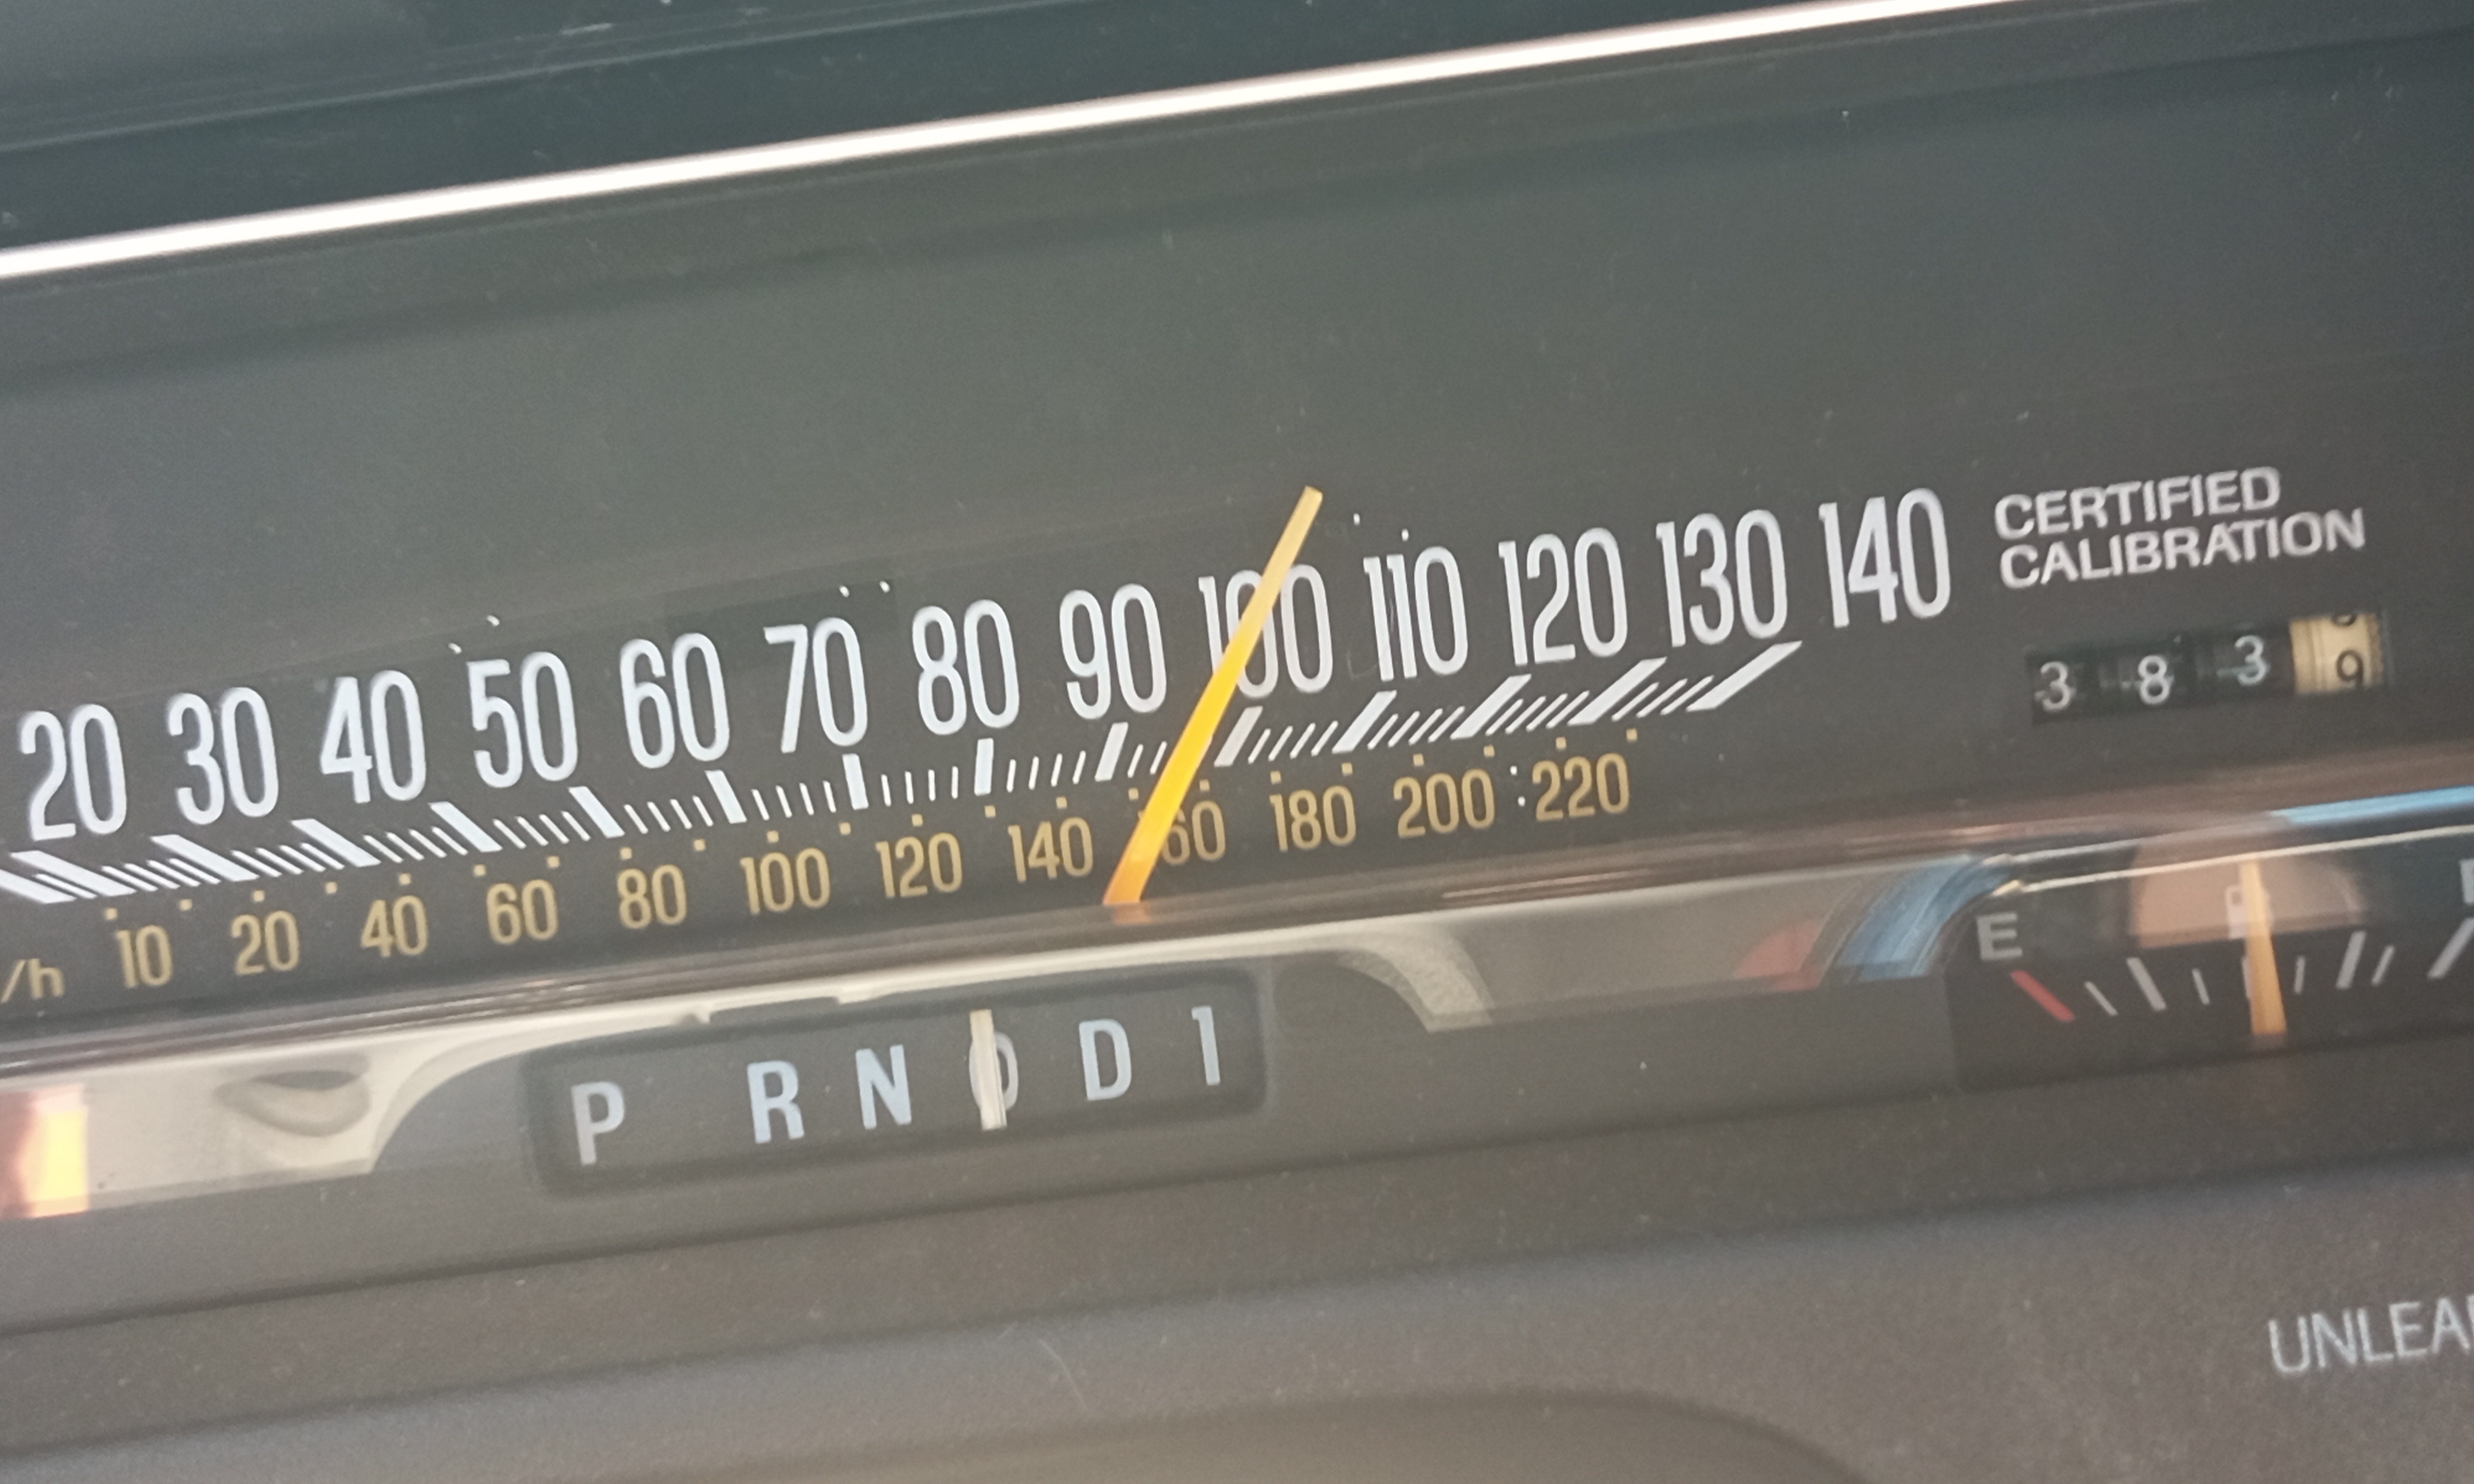 20 30 40 50 60 70 80 90 100 110 120 130 140
CERTIFIED
CALIBRATION
3 8 3 9
/h 10 20 40 60 80 100 120 140 160 180 200 220
E
P R N D D 1
UNLEA